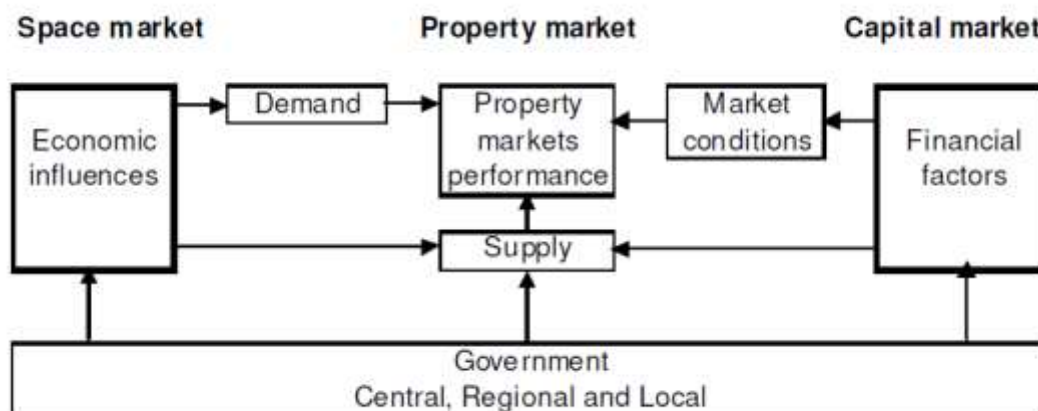 Space market
Property market
Capital market
Economic
influences
Demand
Property
markets
performance
Market
conditions
Financial
factors
Supply
Government
Central, Regional and Local